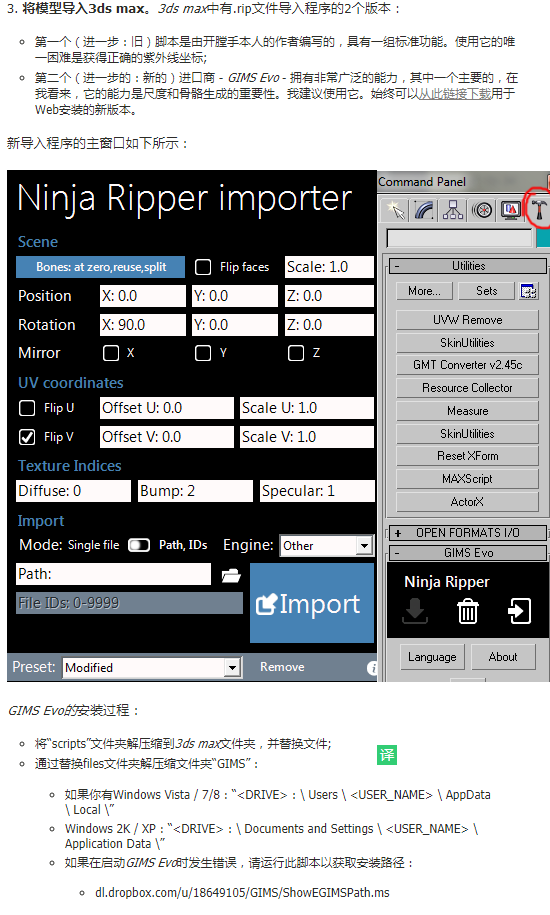 3. 将模型导入3ds max。3ds max中有.rip文件导入程序的2个版本：
第一个（进一步：旧）脚本是由开膛手本人的作者编写的，具有一组标准功能。使用它的唯
一困难是获得正确的紫外线坐标;
第二个（进一步的：新的）进口商 - GIMS Evo - 拥有非常广泛的能力，其中一个主要的，在
我看来，它的能力是尺度和骨骼生成的重要性。我建议使用它。始终可以从此链接下载用于
Web安装的新版本。
新导入程序的主窗口如下所示：
Ninja Ripper importer
Scene
Bones: at zero,reuse,split
Flip faces
Scale: 1.0
Position
X: 0.0
Y: 0.0
Z: 0.0
Rotation
X: 90.0
Y: 0.0
Z: 0.0
Mirror
X
Y
Z
UV coordinates
Flip U
Offset U: 0.0
Scale U: 1.0
Flip V
Offset V: 0.0
Scale V: 1.0
Texture Indices
Diffuse: 0
Bump: 2
Specular: 1
Import
Mode: Single file
Path, IDs
Engine: Other
Path:
File IDs: 0-9999
Import
Preset: Modified
Remove
Command Panel
- Utilities
More...
Sets
UVW Remove
SkinUtilities
GMT Converter v2.45c
Resource Collector
Measure
SkinUtilities
Reset XForm
MAXScript
ActorX
+ OPEN FORMATS I/O
- GIMS Evo
Ninja Ripper
Language
About
GIMS Evo的安装过程：
将“scripts”文件夹解压缩到3ds max文件夹，并替换文件;
译
通过替换files文件夹解压缩文件夹“GIMS”：
如果你有Windows Vista / 7/8：“<DRIVE>：\ Users \ <USER_NAME> \ AppData
\ Local \”
Windows 2K / XP：“<DRIVE>：\ Documents and Settings \ <USER_NAME> \
Application Data \”
如果在启动GIMS Evo时发生错误，请运行此脚本以获取安装路径：
dl.dropbox.com/u/18649105/GIMS/ShowEGIMSPath.ms